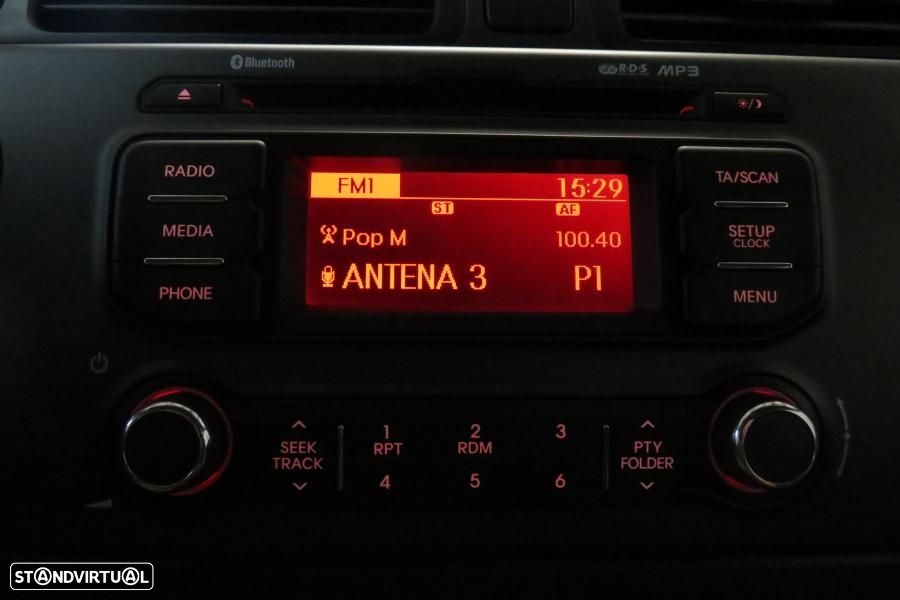 Bluetooth
R·D·S MP3
RADIO
MEDIA
PHONE
FM1 15:29
ST AF
Pop M 100.40
ANTENA 3 P1
TA/SCAN
SETUP
CLOCK
MENU
SEEK
TRACK
1 2 3
RPT RDM
4 5 6
PTY
FOLDER
STANDVIRTUAL